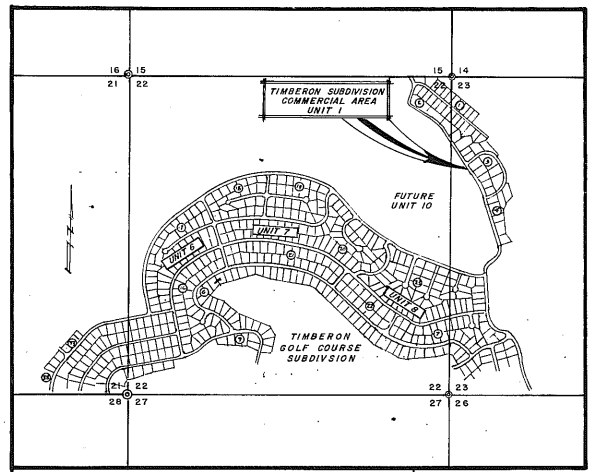 16 15
21 22
15 14
22 23
TIMBERON SUBDIVISION
COMMERCIAL AREA
UNIT 1
FUTURE
UNIT 10
UNIT 7
UNIT 6
UNIT 8
TIMBERON
GOLF COURSE
SUBDIVSION
N
21 22
28 27
22 23
27 26